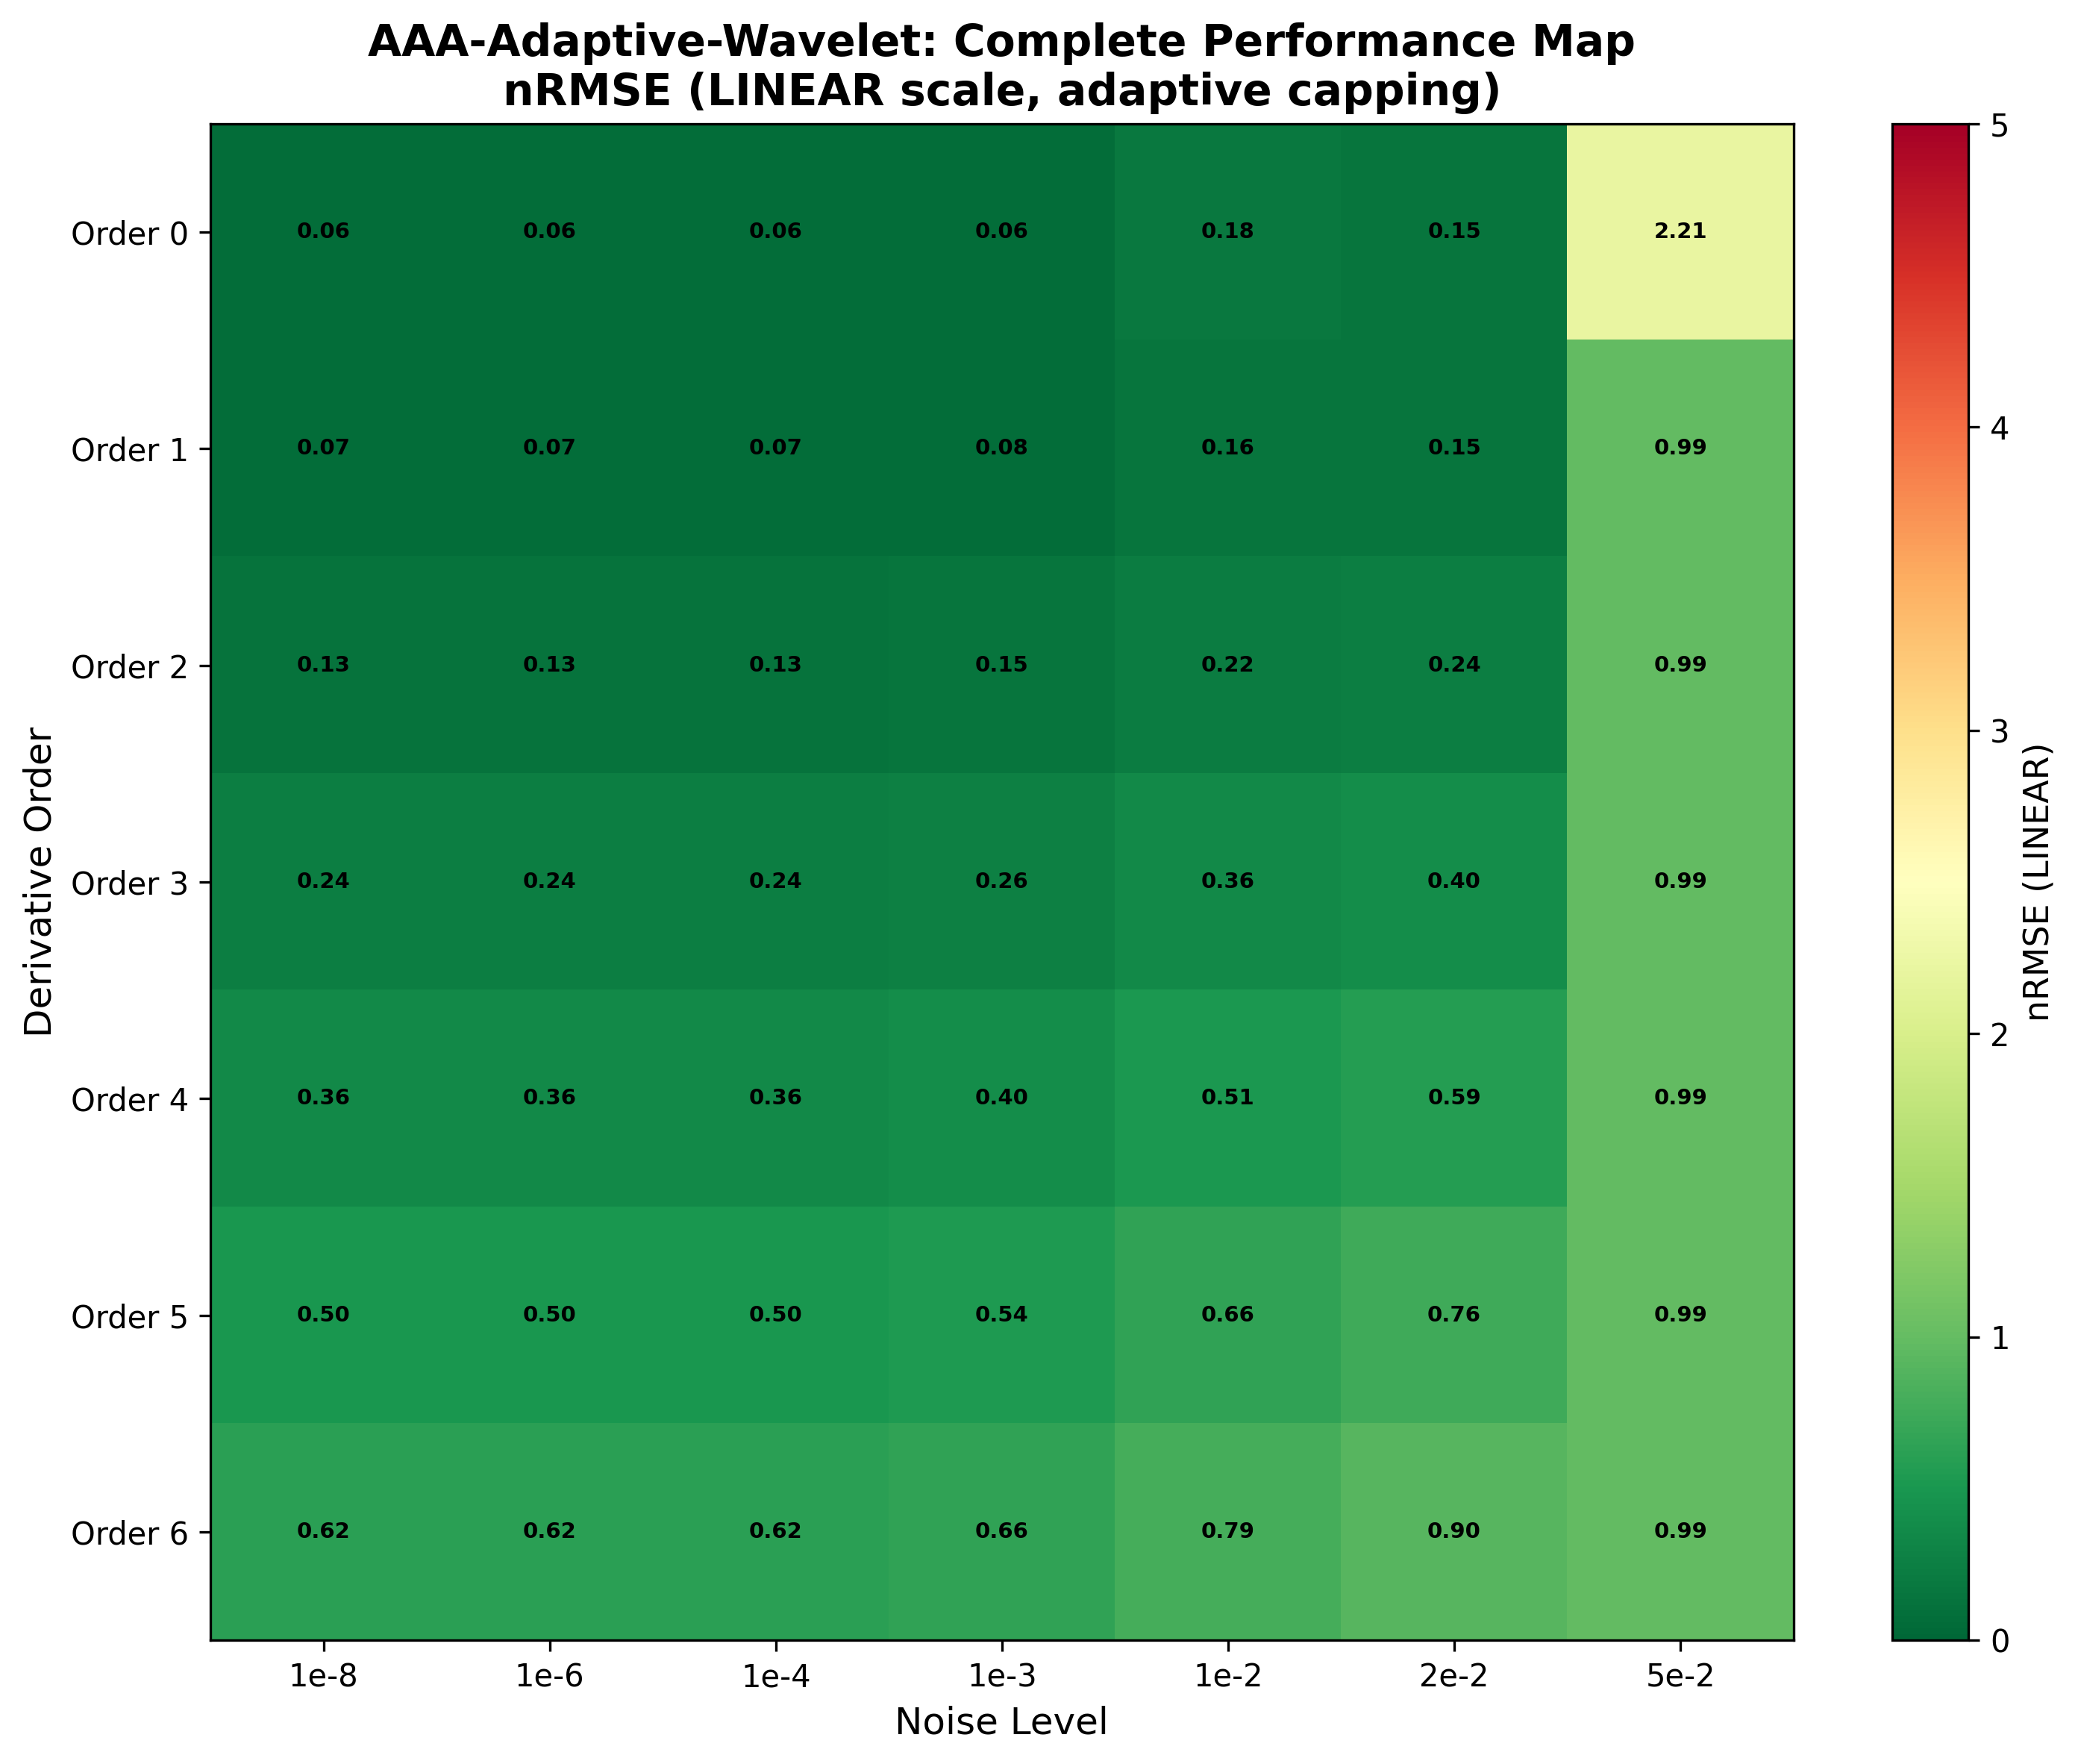 AAA-Adaptive-Wavelet: Complete Performance Map
nRMSE (LINEAR scale, adaptive capping)
Derivative Order
Order 0 0.06 0.06 0.06 0.06 0.18 0.15 2.21
Order 1 0.07 0.07 0.07 0.08 0.16 0.15 0.99
Order 2 0.13 0.13 0.13 0.15 0.22 0.24 0.99
Order 3 0.24 0.24 0.24 0.26 0.36 0.40 0.99
Order 4 0.36 0.36 0.36 0.40 0.51 0.59 0.99
Order 5 0.50 0.50 0.50 0.54 0.66 0.76 0.99
Order 6 0.62 0.62 0.62 0.66 0.79 0.90 0.99
1e-8 1e-6 1e-4 1e-3 1e-2 2e-2 5e-2
Noise Level
5
4
3
2
1
0
nRMSE (LINEAR)